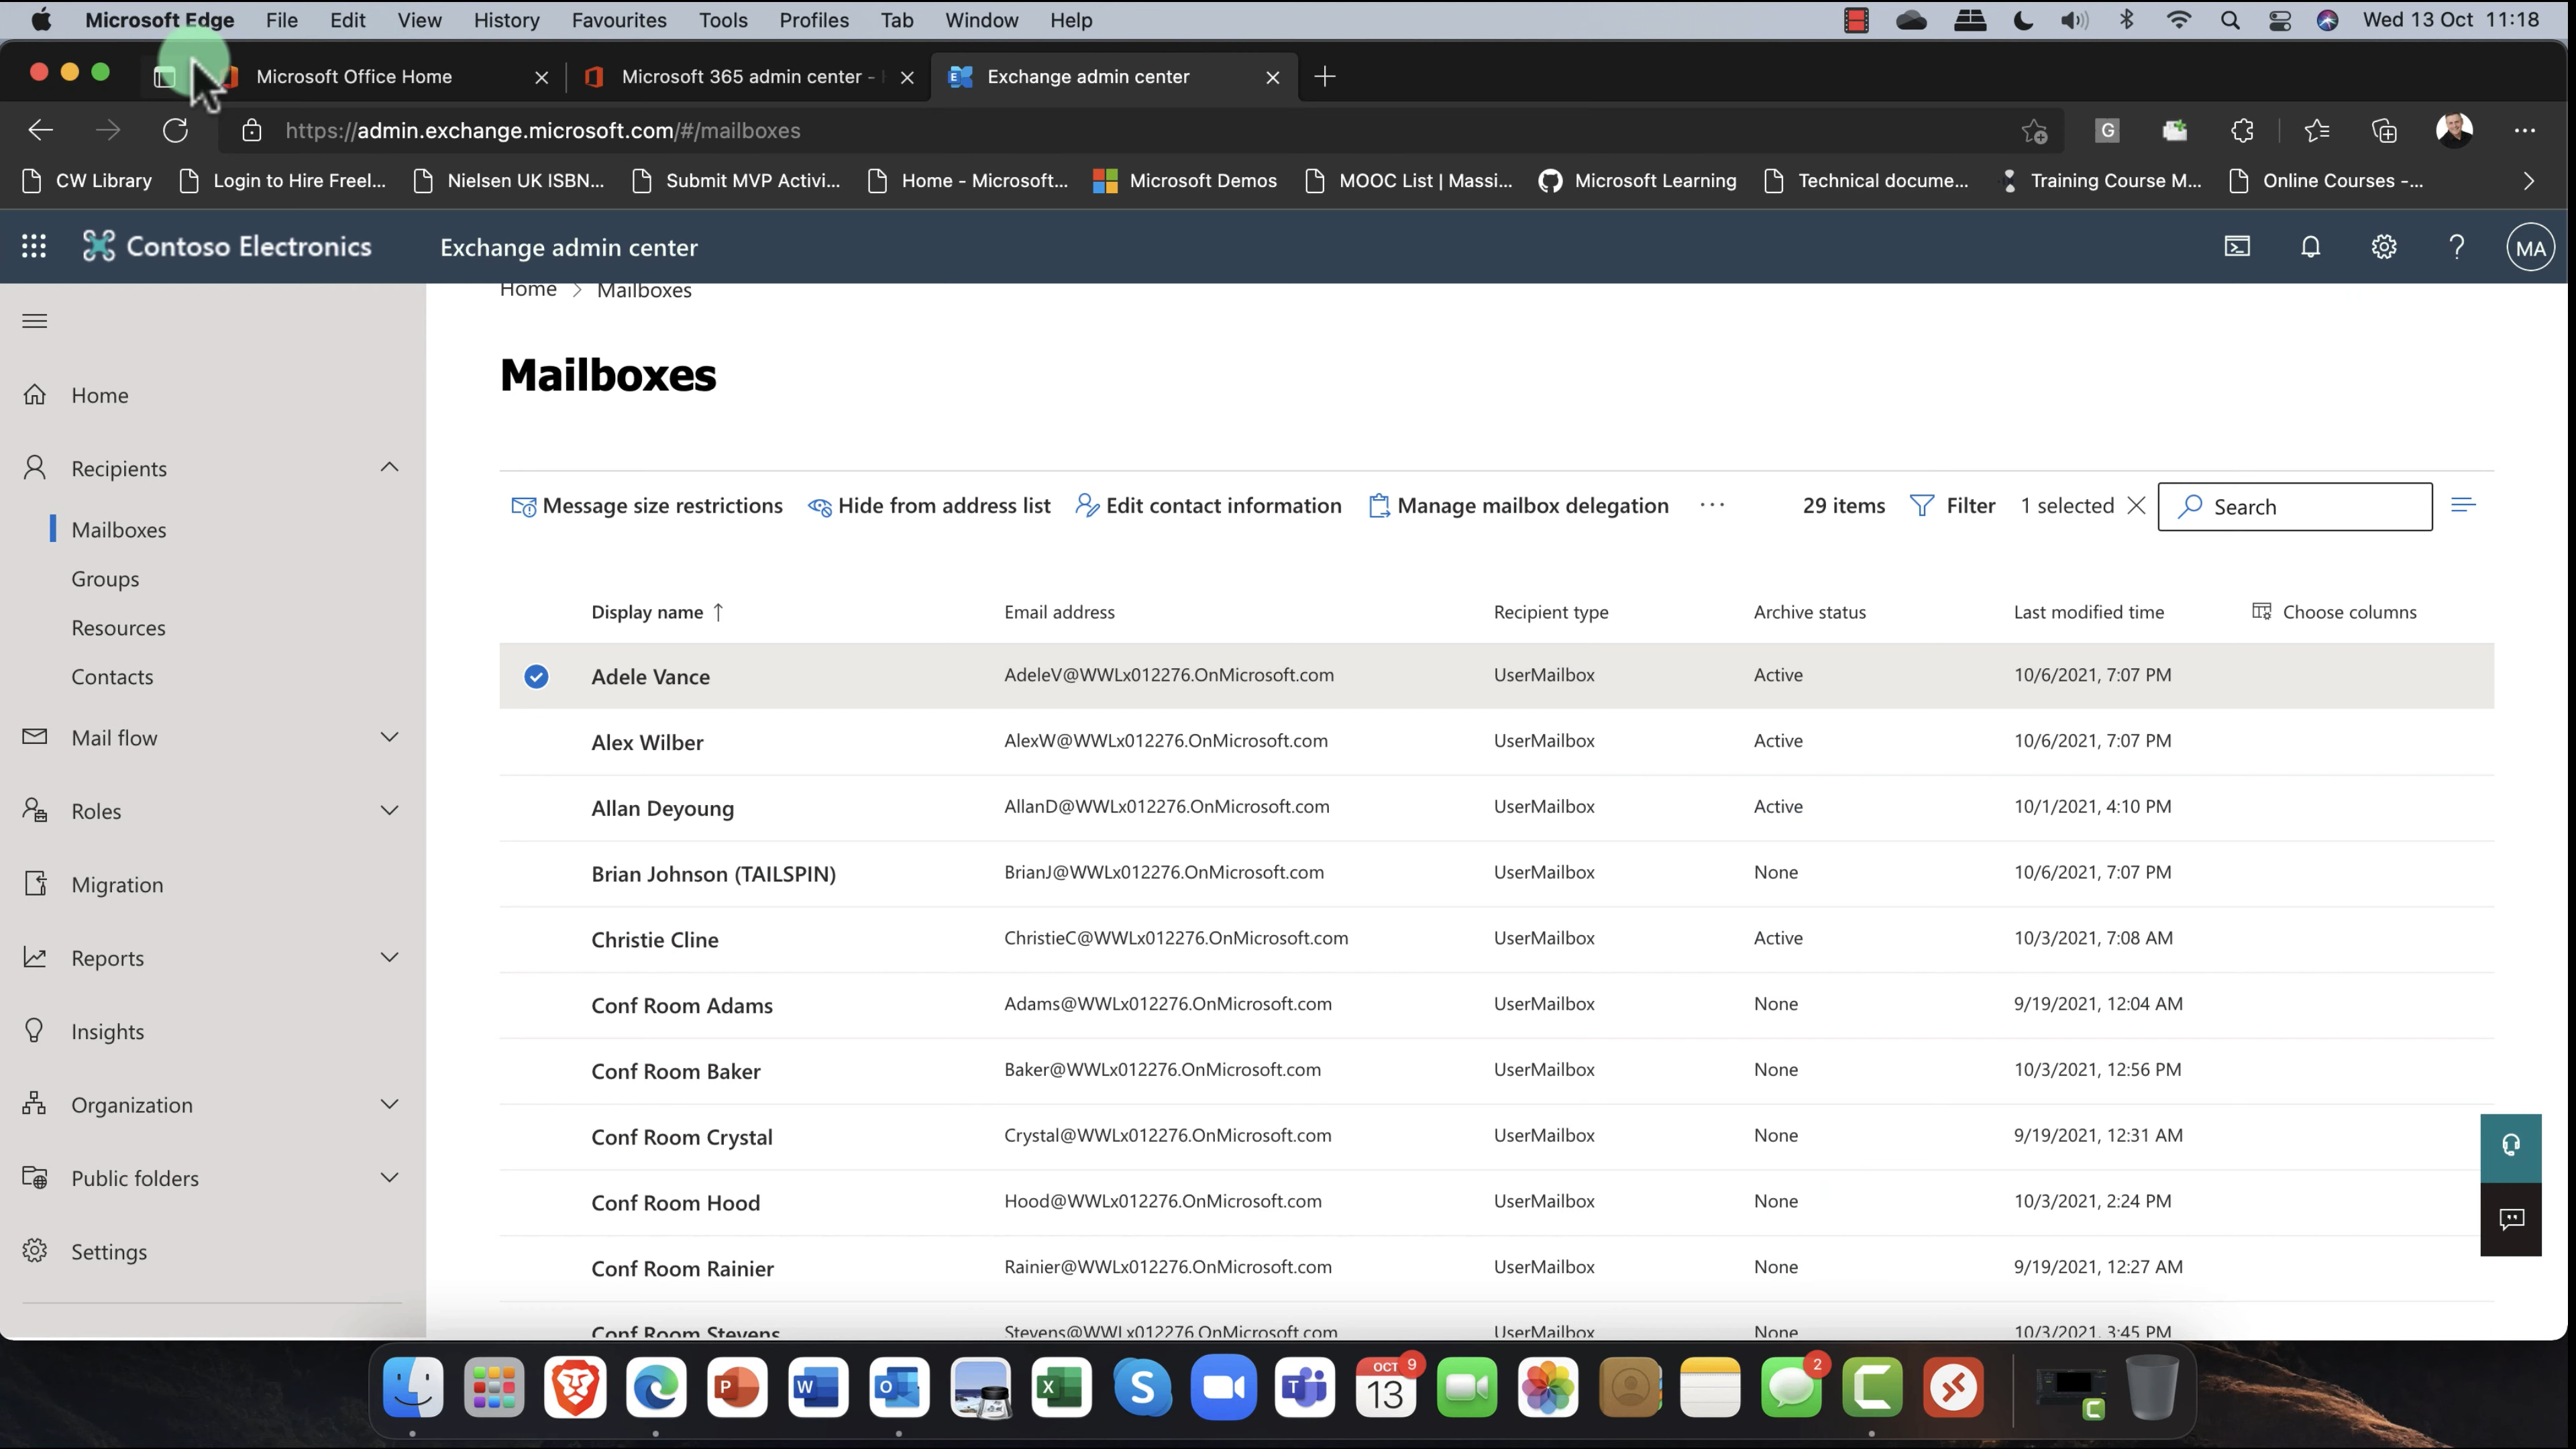 Microsoft Edge File Edit View History Favourites Tools Profiles Tab Window Help Wed 13 Oct 11:18
Microsoft Office Home Microsoft 365 admin center - Exchange admin center
https://admin.exchange.microsoft.com/#/mailboxes G
CW Library Login to Hire Freel... Nielsen UK ISBN... Submit MVP Activi... Home - Microsoft... Microsoft Demos MOOC List | Massi... Microsoft Learning Technical docume... Training Course M... Online Courses -...
Contoso Electronics Exchange admin center ? MA
Home > Mailboxes
Mailboxes
Home
Recipients
Mailboxes
Groups
Resources
Contacts
Mail flow
Roles
Migration
Reports
Insights
Organization
Public folders
Settings
Message size restrictions Hide from address list Edit contact information Manage mailbox delegation ... 29 items Filter 1 selected Search
Display name ↑ Email address Recipient type Archive status Last modified time Choose columns
Adele Vance AdeleV@WWLx012276.OnMicrosoft.com UserMailbox Active 10/6/2021, 7:07 PM
Alex Wilber AlexW@WWLx012276.OnMicrosoft.com UserMailbox Active 10/6/2021, 7:07 PM
Allan Deyoung AllanD@WWLx012276.OnMicrosoft.com UserMailbox Active 10/1/2021, 4:10 PM
Brian Johnson (TAILSPIN) BrianJ@WWLx012276.OnMicrosoft.com UserMailbox None 10/6/2021, 7:07 PM
Christie Cline ChristieC@WWLx012276.OnMicrosoft.com UserMailbox Active 10/3/2021, 7:08 AM
Conf Room Adams Adams@WWLx012276.OnMicrosoft.com UserMailbox None 9/19/2021, 12:04 AM
Conf Room Baker Baker@WWLx012276.OnMicrosoft.com UserMailbox None 10/3/2021, 12:56 PM
Conf Room Crystal Crystal@WWLx012276.OnMicrosoft.com UserMailbox None 9/19/2021, 12:31 AM
Conf Room Hood Hood@WWLx012276.OnMicrosoft.com UserMailbox None 10/3/2021, 2:24 PM
Conf Room Rainier Rainier@WWLx012276.OnMicrosoft.com UserMailbox None 9/19/2021, 12:27 AM
Conf Room Stevens Stevens@WWLx012276.OnMicrosoft.com UserMailbox None 10/3/2021, 3:45 PM
P W O X S T OCT 9 13 2 C C